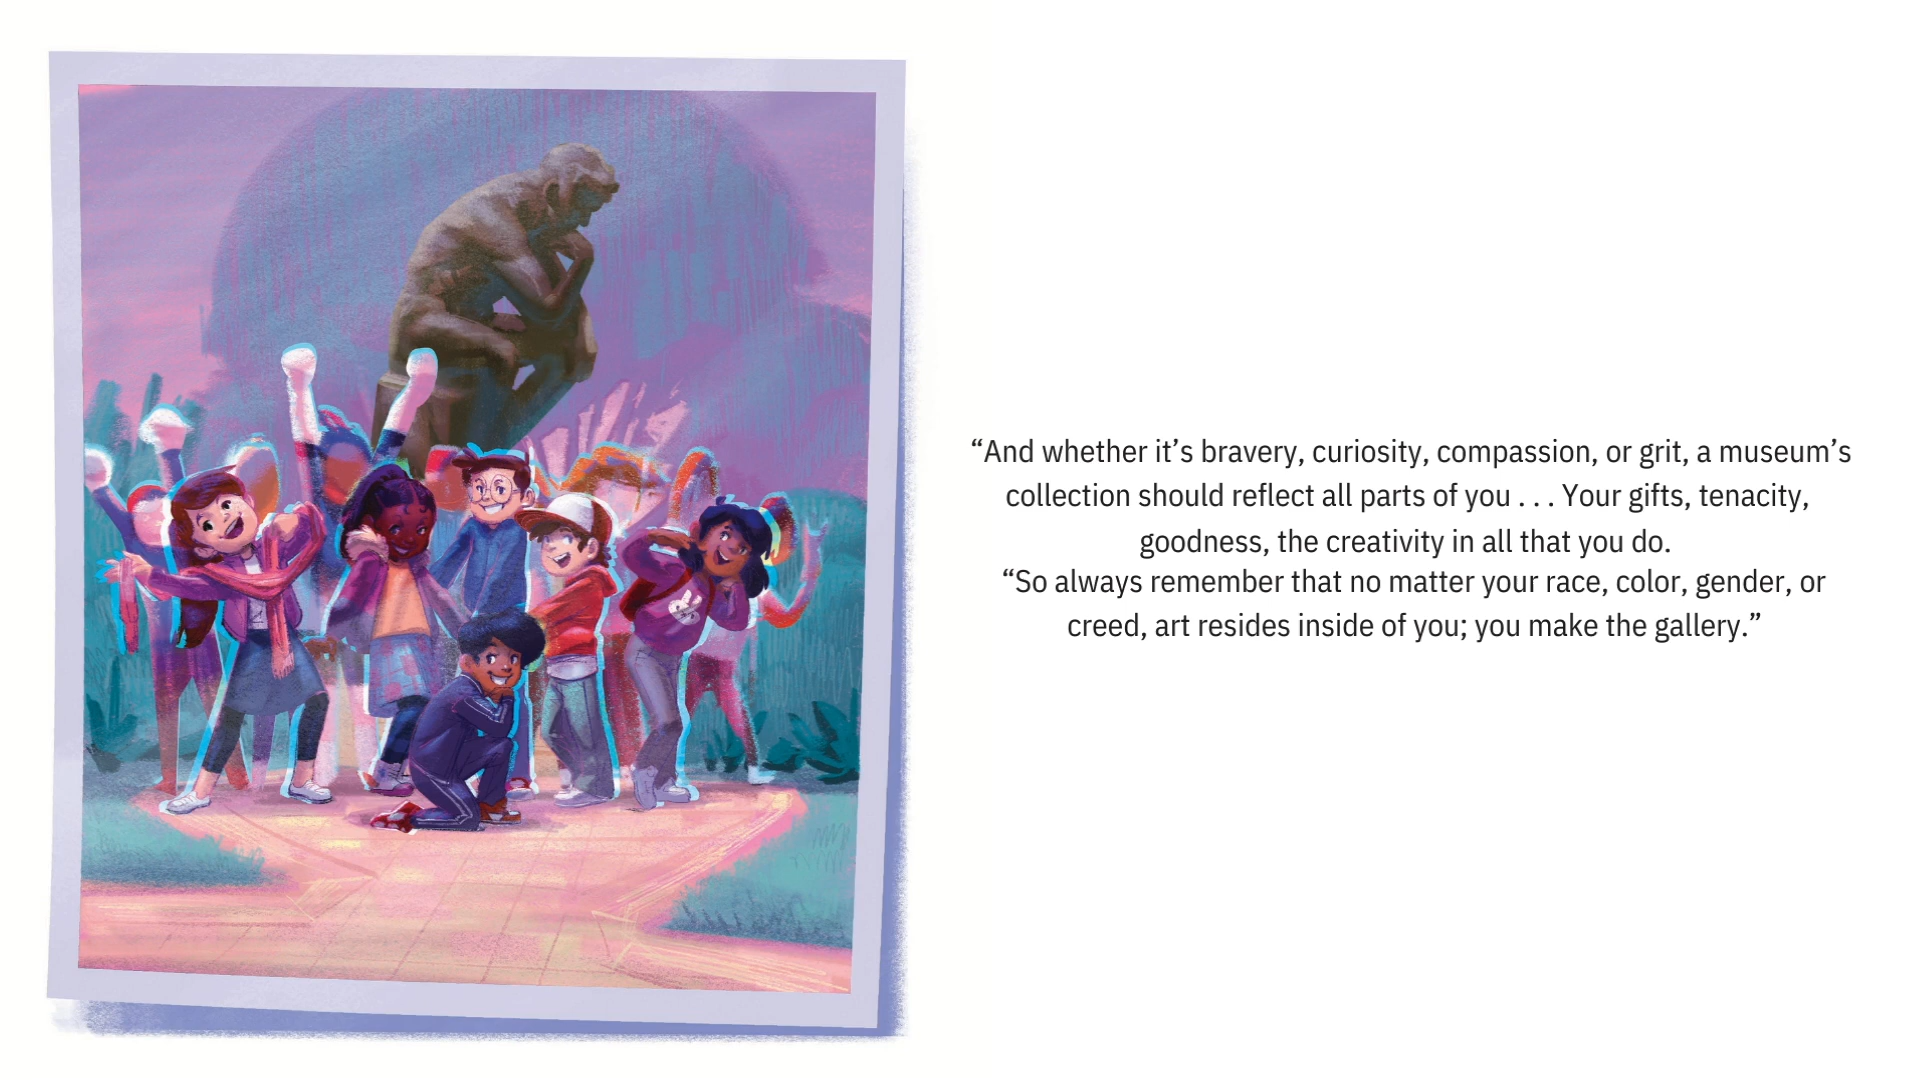 “And whether it’s bravery, curiosity, compassion, or grit, a museum’s
collection should reflect all parts of you . . . Your gifts, tenacity,
goodness, the creativity in all that you do.
“So always remember that no matter your race, color, gender, or
creed, art resides inside of you; you make the gallery.”